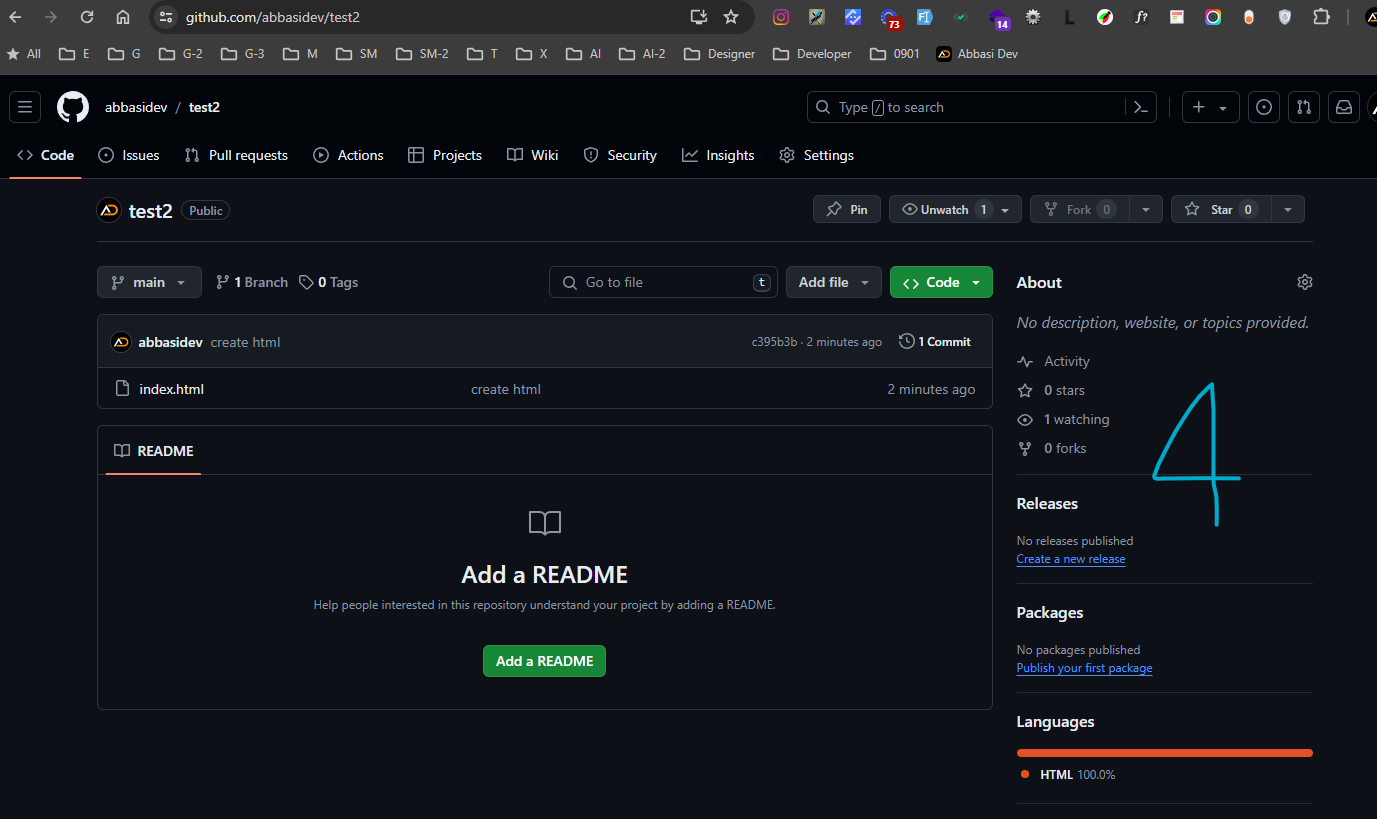 github.com/abbasidev/test2
73
14
f?
All E G G-2 G-3 M SM SM-2 T X AI AI-2 Designer Developer 0901 Abbasi Dev
abbasidev / test2 Type / to search
Code Issues Pull requests Actions Projects Wiki Security Insights Settings
test2 Public Pin Unwatch 1 Fork 0 Star 0
main 1 Branch 0 Tags Go to file t Add file Code
abbasidev create html c395b3b · 2 minutes ago 1 Commit
index.html create html 2 minutes ago
README
Add a README
Help people interested in this repository understand your project by adding a README.
Add a README
About
No description, website, or topics provided.
Activity
0 stars
1 watching
0 forks
4
Releases
No releases published
Create a new release
Packages
No packages published
Publish your first package
Languages
HTML 100.0%